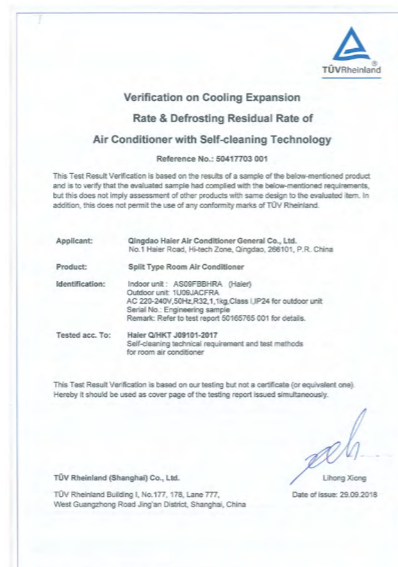 TÜVRheinland®
Verification on Cooling Expansion
Rate & Defrosting Residual Rate of
Air Conditioner with Self-cleaning Technology
Reference No.: 50417703 001
This Test Result Verification is based on the results of a sample of the below-mentioned product
and is to verify that the evaluated sample had complied with the below-mentioned requirements,
but this does not imply assessment of other products with same design to the evaluated item. In
addition, this does not permit the use of any conformity marks of TÜV Rheinland.
Applicant: Qingdao Haier Air Conditioner General Co., Ltd.
No.1 Haier Road, Hi-tech Zone, Qingdao, 266101, P.R. China
Product: Split Type Room Air Conditioner
Identification: Indoor unit : AS09FBBHRA (Haier)
Outdoor unit: 1U09JACFRA
AC 220-240V,50Hz,R32,1,1kg,Class I,IP24 for outdoor unit
Serial No.: Engineering sample
Remark: Refer to test report 50165765 001 for details.
Tested acc. To: Haier Q/HKT J09101-2017
Self-cleaning technical requirement and test methods
for room air conditioner
This Test Result Verification is based on our testing but not a certificate (or equivalent one).
Hereby it should be used as cover page of the testing report issued simultaneously.
TÜV Rheinland (Shanghai) Co., Ltd. Lihong Xiong
TÜV Rheinland Building I, No.177, 178, Lane 777, Date of issue: 29.09.2018
West Guangzhong Road Jing'an District, Shanghai, China